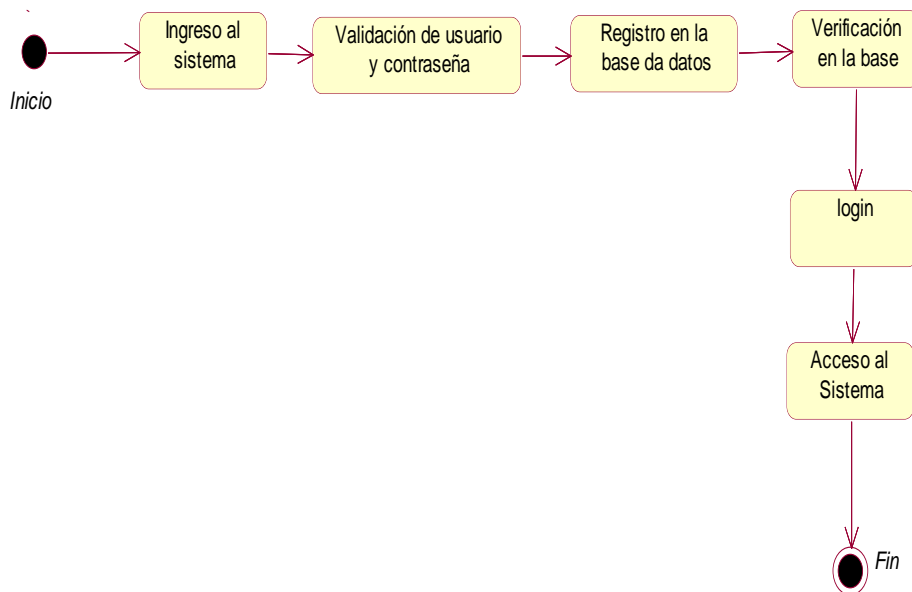 Inicio
Ingreso al
sistema
Validación de usuario
y contraseña
Registro en la
base da datos
Verificación
en la base
login
Acceso al
Sistema
Fin